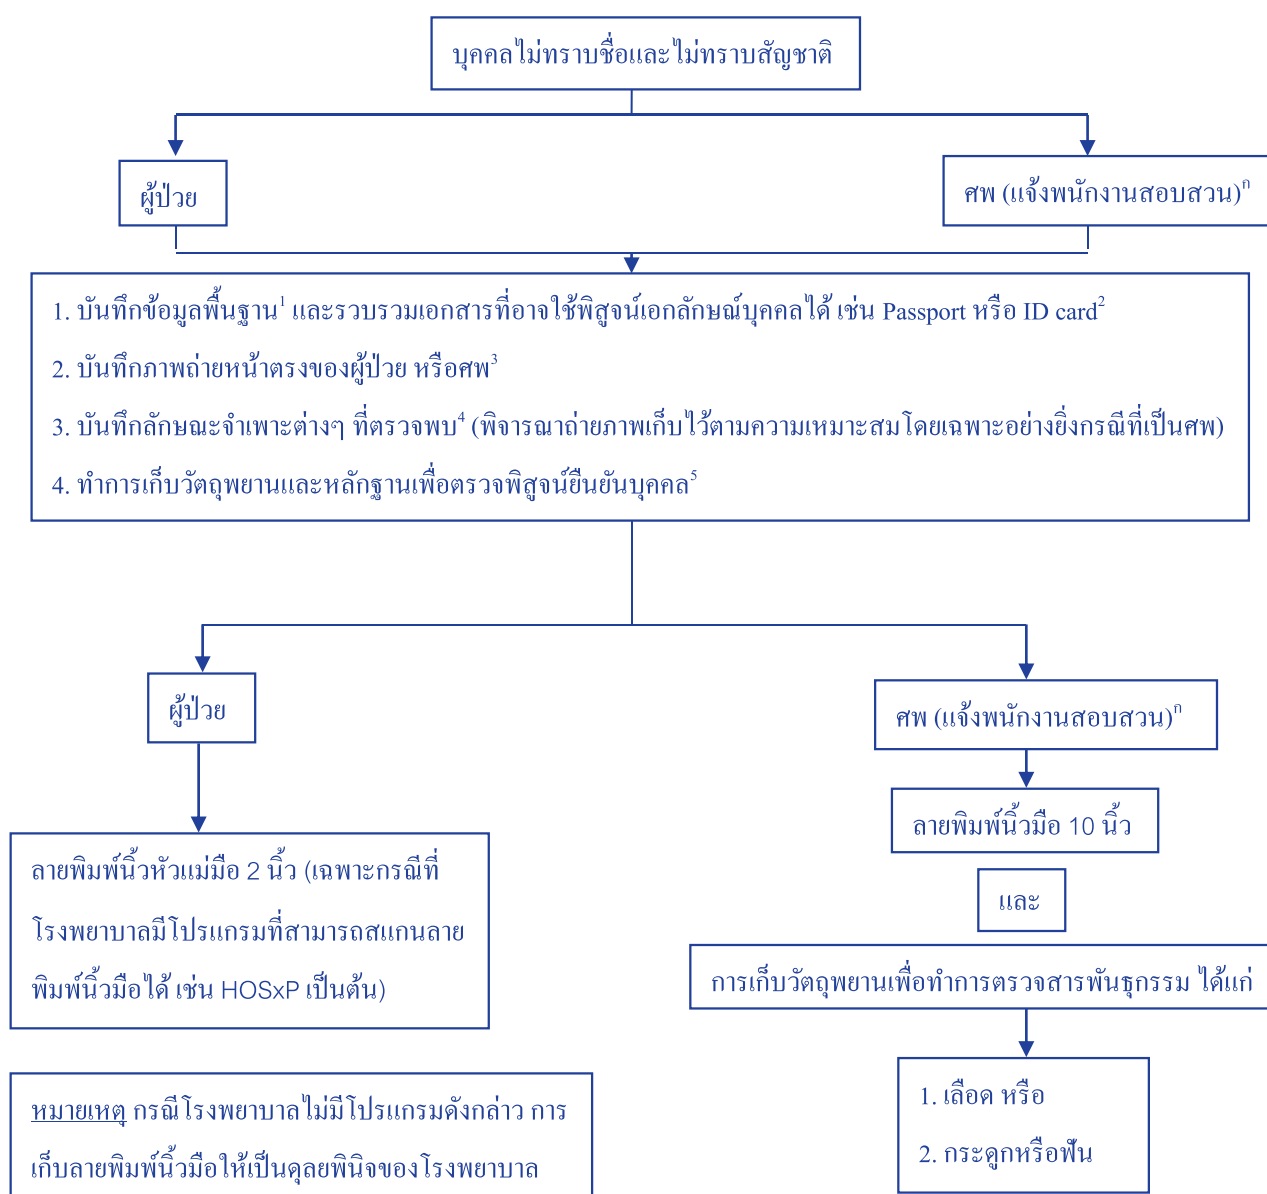 บุคคลไม่ทราบชื่อและไม่ทราบสัญชาติ
ผู้ป่วย
ศพ (แจ้งพนักงานสอบสวน)ก
1. บันทึกข้อมูลพื้นฐาน1 และรวบรวมเอกสารที่อาจใช้พิสูจน์เอกลักษณ์บุคคลได้ เช่น Passport หรือ ID card2
2. บันทึกภาพถ่ายหน้าตรงของผู้ป่วย หรือศพ3
3. บันทึกลักษณะจำเพาะต่างๆ ที่ตรวจพบ4 (พิจารณาถ่ายภาพเก็บไว้ตามความเหมาะสมโดยเฉพาะอย่างยิ่งกรณีที่เป็นศพ)
4. ทำการเก็บวัตถุพยานและหลักฐานเพื่อตรวจพิสูจน์ยืนยันบุคคล5
ผู้ป่วย
ศพ (แจ้งพนักงานสอบสวน)ก
ลายพิมพ์นิ้วหัวแม่มือ 2 นิ้ว (เฉพาะกรณีที่
โรงพยาบาลมีโปรแกรมที่สามารถสแกนลาย
พิมพ์นิ้วมือได้ เช่น HOSxP เป็นต้น)
หมายเหตุ กรณีโรงพยาบาลไม่มีโปรแกรมดังกล่าว การ
เก็บลายพิมพ์นิ้วมือให้เป็นดุลยพินิจของโรงพยาบาล
ลายพิมพ์นิ้วมือ 10 นิ้ว
และ
การเก็บวัตถุพยานเพื่อทำการตรวจสารพันธุกรรม ได้แก่
1. เลือด หรือ
2. กระดูกหรือฟัน